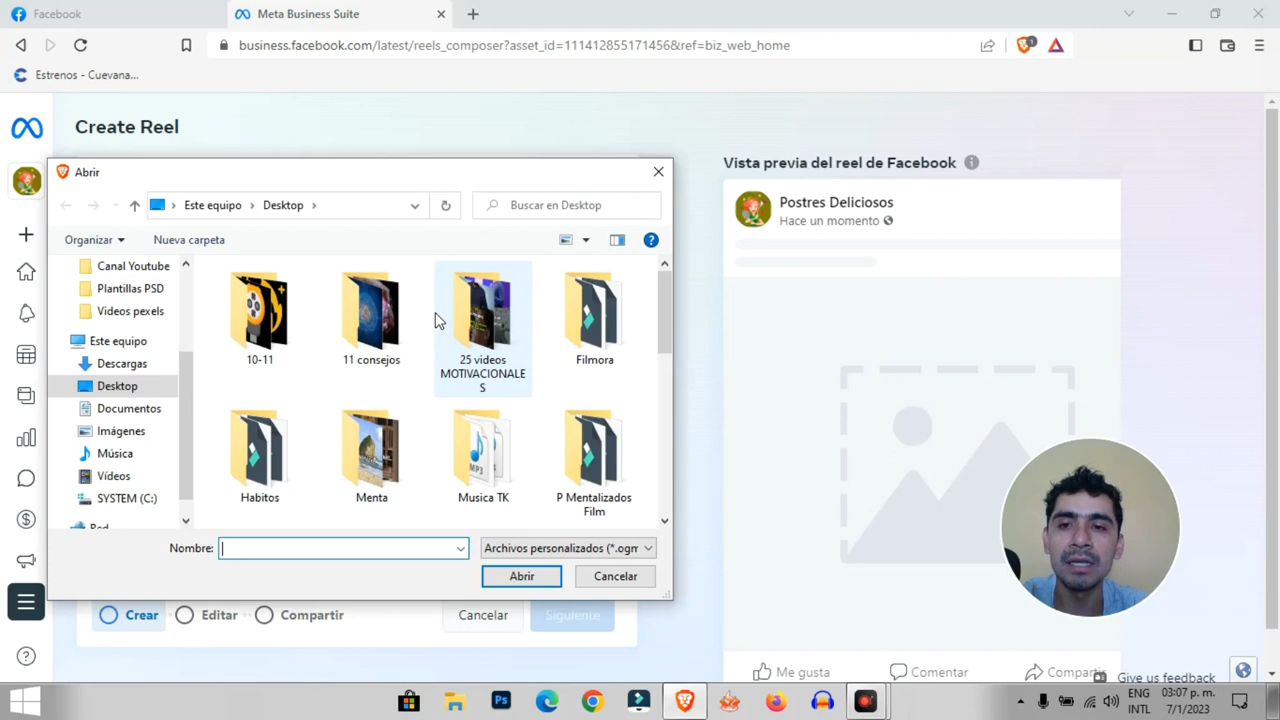 Facebook
Meta Business Suite
business.facebook.com/latest/reels_composer?asset_id=111412855171456&ref=biz_web_home
1
Estrenos - Cuevana...
Create Reel
Abrir
Este equipo
Desktop
Buscar en Desktop
Organizar
Nueva carpeta
Canal Youtube
Plantillas PSD
Videos pexels
Este equipo
Descargas
Desktop
Documentos
Imágenes
Música
Vídeos
SYSTEM (C:)
10-11
11 consejos
25 videos
MOTIVACIONALE
S
Filmora
Habitos
Menta
MP3
Musica TK
P Mentalizados
Film
Nombre:
Archivos personalizados (*.ogm
Abrir
Cancelar
Crear
Editar
Compartir
Cancelar
Siguiente
Vista previa del reel de Facebook
Postres Deliciosos
Hace un momento
Me gusta
Comentar
Compartir
Give us feedback
Ps
ENG
INTL
03:07 p. m.
7/1/2023